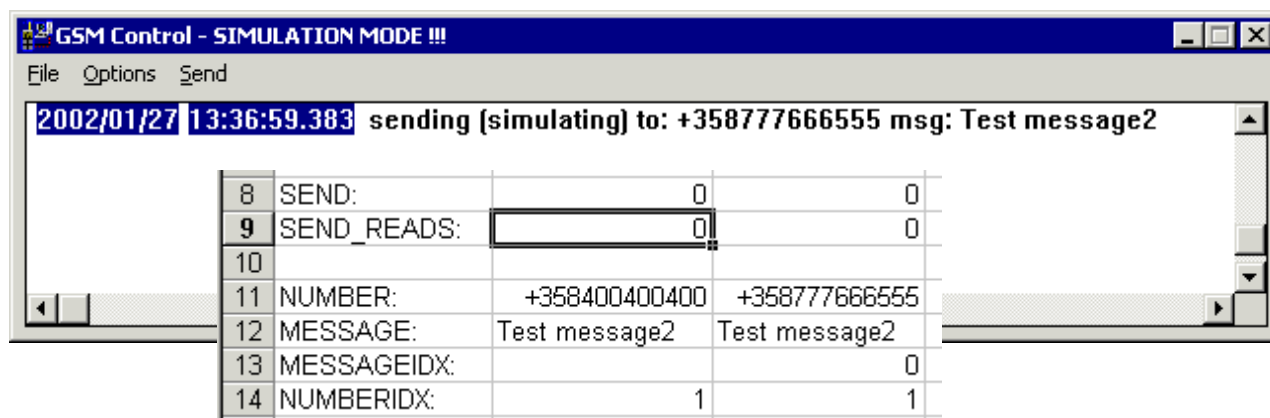 GSM Control - SIMULATION MODE !!!
File Options Send
2002/01/27 13:36:59.383 sending (simulating) to: +358777666555 msg: Test message2
8 SEND: 0 0
9 SEND_READS: 0 0
10
11 NUMBER: +358400400400 +358777666555
12 MESSAGE: Test message2 Test message2
13 MESSAGEIDX: 0
14 NUMBERIDX: 1 1